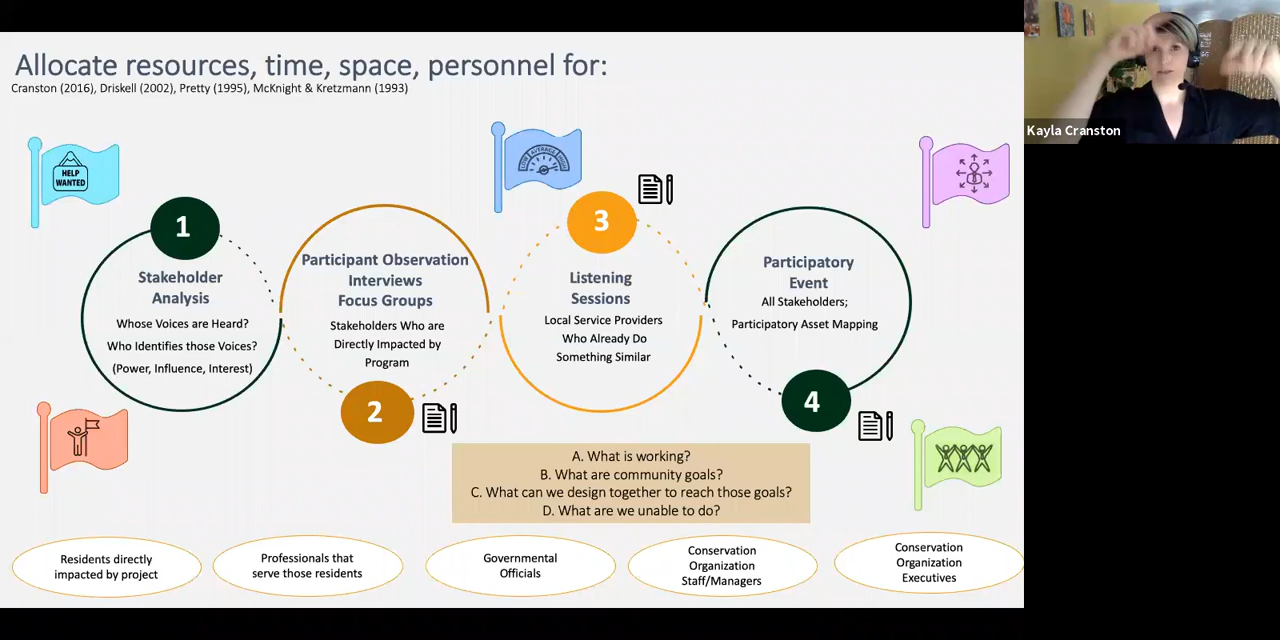 Allocate resources, time, space, personnel for:
Cranston (2016), Driskell (2002), Pretty (1995), McKnight & Kretzmann (1993)
Kayla Cranston
HELP
WANTED
LOW AVERAGE HIGH
1
Stakeholder
Analysis
Whose Voices are Heard?
Who Identifies those Voices?
(Power, Influence, Interest)
Participant Observation
Interviews
Focus Groups
Stakeholders Who are
Directly Impacted by
Program
2
3
Listening
Sessions
Local Service Providers
Who Already Do
Something Similar
Participatory
Event
All Stakeholders;
Participatory Asset Mapping
4
A. What is working?
B. What are community goals?
C. What can we design together to reach those goals?
D. What are we unable to do?
Residents directly
impacted by project
Professionals that
serve those residents
Governmental
Officials
Conservation
Organization
Staff/Managers
Conservation
Organization
Executives